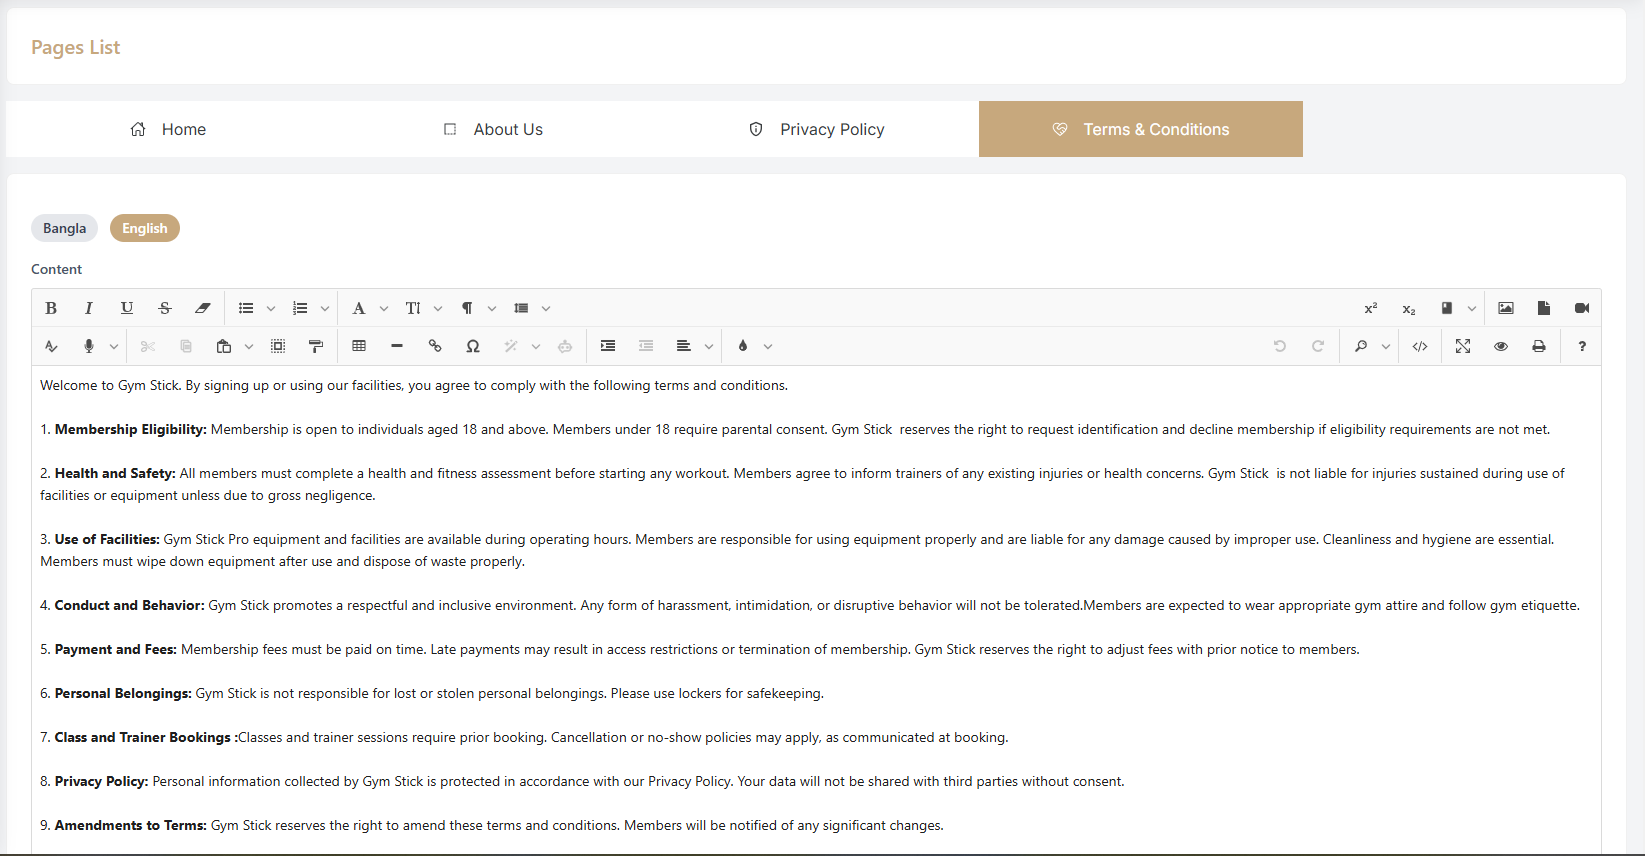 Pages List
Home
About Us
Privacy Policy
Terms & Conditions
Bangla
English
Content
Welcome to Gym Stick. By signing up or using our facilities, you agree to comply with the following terms and conditions.
1. Membership Eligibility: Membership is open to individuals aged 18 and above. Members under 18 require parental consent. Gym Stick  reserves the right to request identification and decline membership if eligibility requirements are not met.
2. Health and Safety: All members must complete a health and fitness assessment before starting any workout. Members agree to inform trainers of any existing injuries or health concerns. Gym Stick  is not liable for injuries sustained during use of
facilities or equipment unless due to gross negligence.
3. Use of Facilities: Gym Stick Pro equipment and facilities are available during operating hours. Members are responsible for using equipment properly and are liable for any damage caused by improper use. Cleanliness and hygiene are essential.
Members must wipe down equipment after use and dispose of waste properly.
4. Conduct and Behavior: Gym Stick promotes a respectful and inclusive environment. Any form of harassment, intimidation, or disruptive behavior will not be tolerated.Members are expected to wear appropriate gym attire and follow gym etiquette.
5. Payment and Fees: Membership fees must be paid on time. Late payments may result in access restrictions or termination of membership. Gym Stick reserves the right to adjust fees with prior notice to members.
6. Personal Belongings: Gym Stick is not responsible for lost or stolen personal belongings. Please use lockers for safekeeping.
7. Class and Trainer Bookings :Classes and trainer sessions require prior booking. Cancellation or no-show policies may apply, as communicated at booking.
8. Privacy Policy: Personal information collected by Gym Stick is protected in accordance with our Privacy Policy. Your data will not be shared with third parties without consent.
9. Amendments to Terms: Gym Stick reserves the right to amend these terms and conditions. Members will be notified of any significant changes.